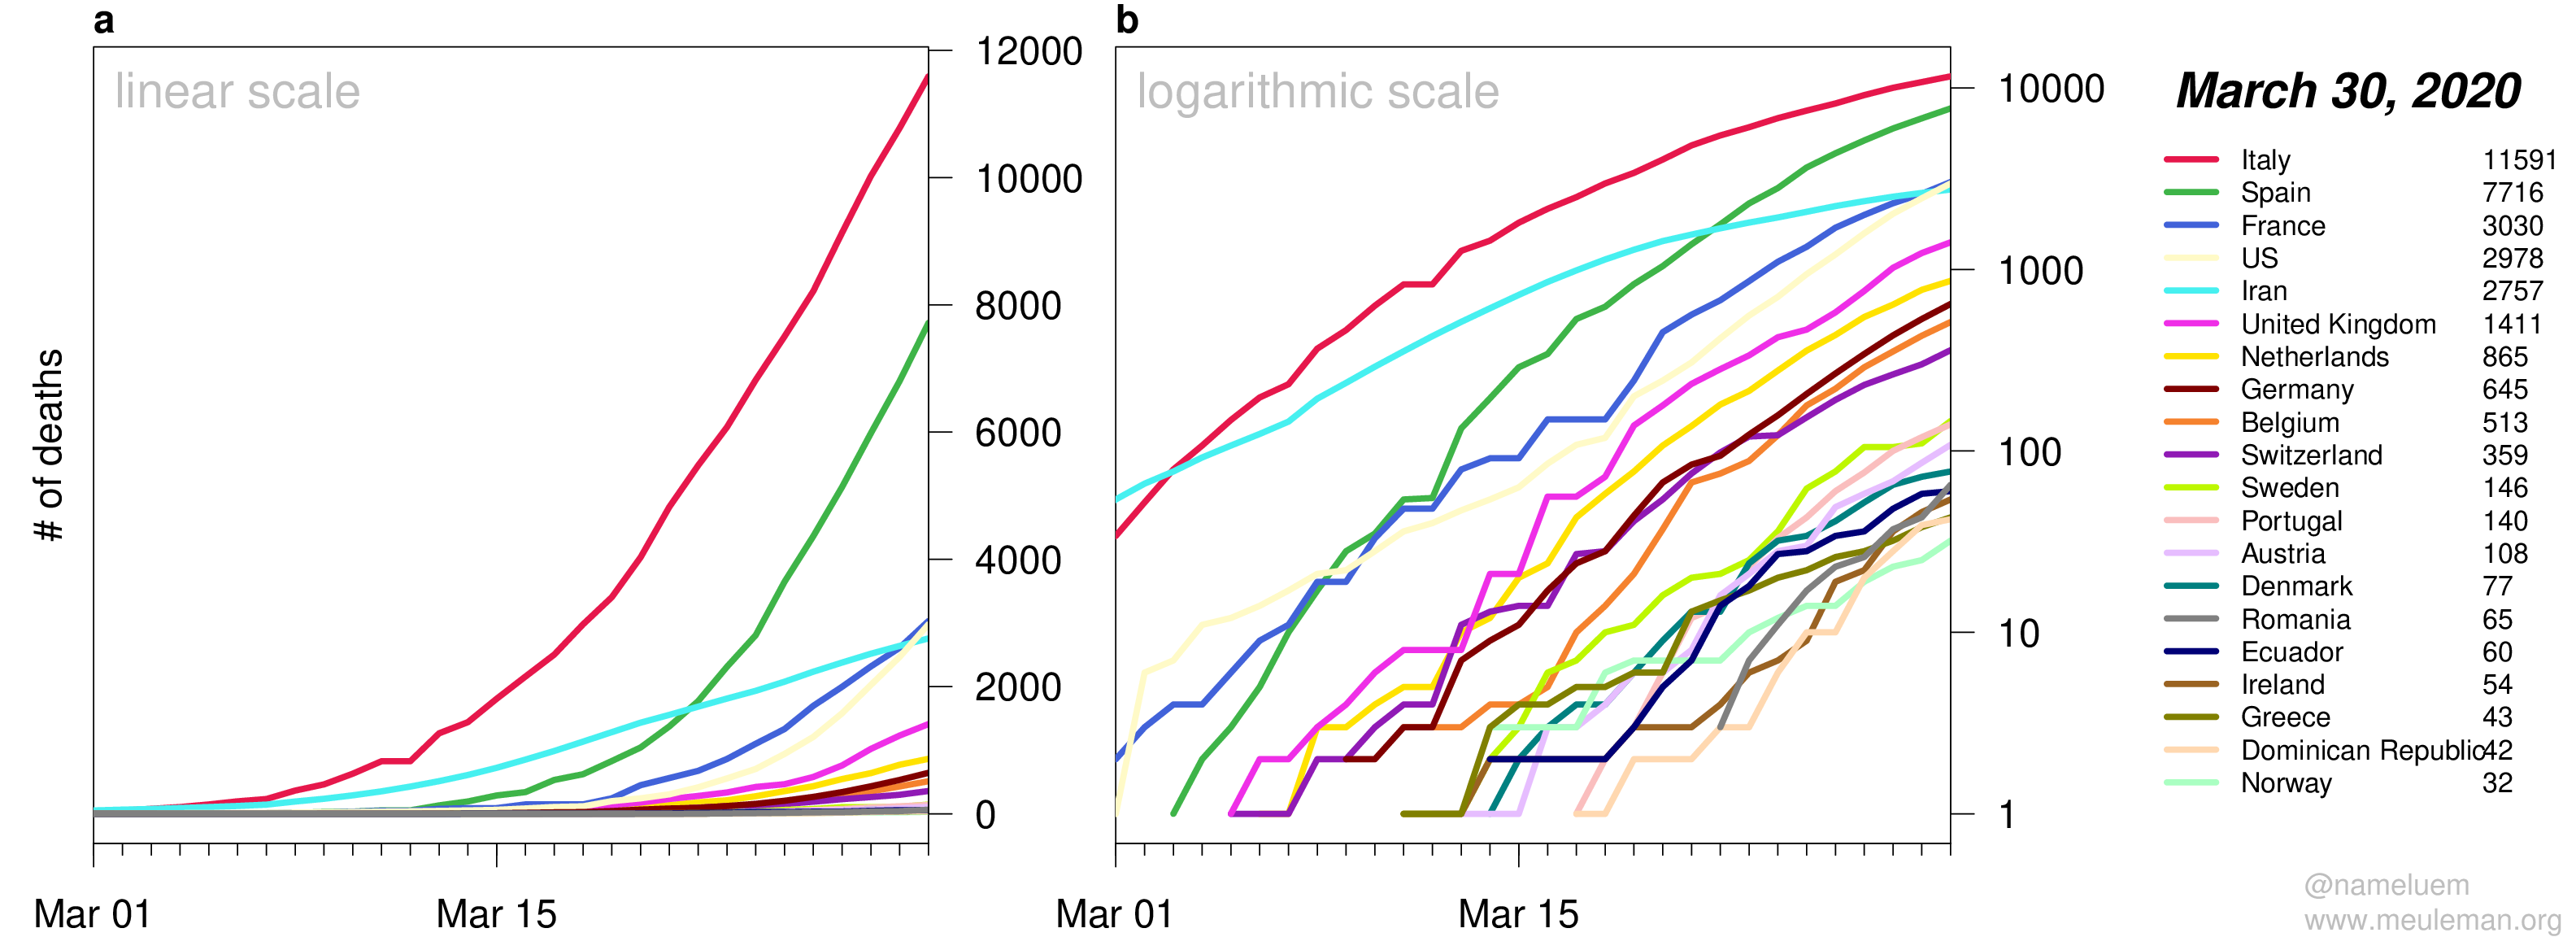 a
linear scale
# of deaths
12000
10000
8000
6000
4000
2000
0
Mar 01 Mar 15
b
logarithmic scale
10000
1000
100
10
1
Mar 01 Mar 15
March 30, 2020
Italy 11591
Spain 7716
France 3030
US 2978
Iran 2757
United Kingdom 1411
Netherlands 865
Germany 645
Belgium 513
Switzerland 359
Sweden 146
Portugal 140
Austria 108
Denmark 77
Romania 65
Ecuador 60
Ireland 54
Greece 43
Dominican Republic 42
Norway 32
@nameluem
www.meuleman.org